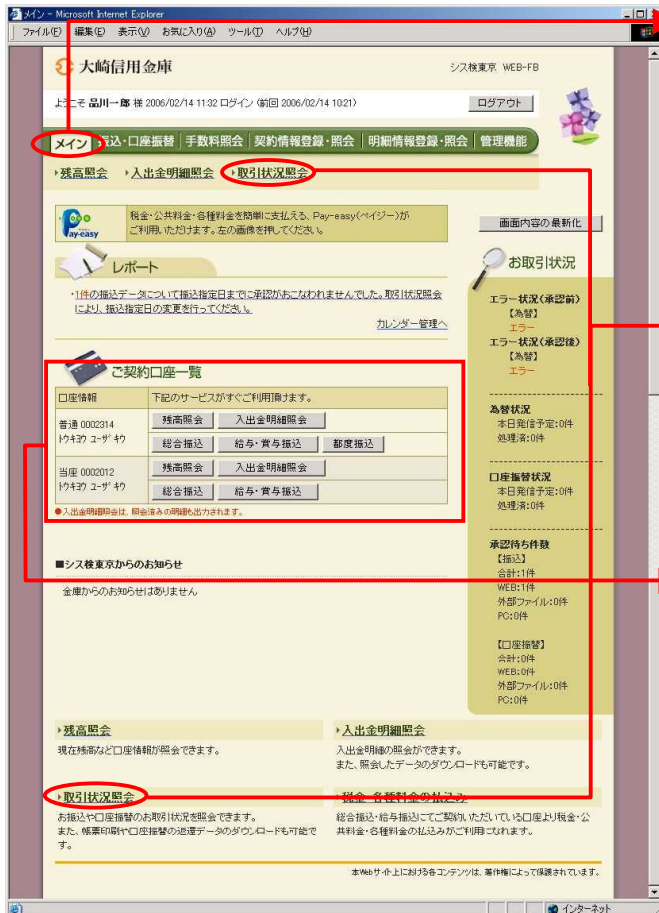 メイン - Microsoft Internet Explorer
ファイル(F) 編集(E) 表示(V) お気に入り(A) ツール(T) ヘルプ(H)
大崎信用金庫
シス検東京 WEB-FB
ようこそ 品川一郎 様 2006/02/14 11:32 ログイン (前回 2006/02/14 10:21)
ログアウト
メイン 振込・口座振替 手数料照会 契約情報登録・照会 明細情報登録・照会 管理機能
残高照会 入出金明細照会 取引状況照会
Pay-easy
税金・公共料金・各種料金を簡単に支払える、Pay-easy(ペイジー)が
ご利用いただけます。左の画像を押してください。
画面内容の最新化
レポート
・1件の振込データについて振込指定日までに承認がおこなわれませんでした。取引状況照会
により、振込指定日の変更を行ってください。
カレンダー管理へ
お取引状況
エラー状況(承認前)
【為替】
エラー
エラー状況(承認後)
【為替】
エラー
為替状況
本日発信予定:0件
処理済:0件
口座振替状況
本日発信予定:0件
処理済:0件
承認待ち件数
【振込】
合計:1件
WEB:1件
外部ファイル:0件
PC:0件
【口座振替】
合計:0件
WEB:0件
外部ファイル:0件
PC:0件
ご契約口座一覧
口座情報 下記のサービスがすぐご利用頂けます。
普通 0002314
トウキヨウ ユーザ キウ
残高照会 入出金明細照会
総合振込 給与・賞与振込 都度振込
当座 0002012
トウキヨウ ユーザ キウ
残高照会 入出金明細照会
総合振込 給与・賞与振込
●入出金明細照会は、照会済みの明細も出力されます。
■シス検東京からのお知らせ
金庫からのお知らせはありません
残高照会
現在残高など口座情報が照会できます。
入出金明細照会
入出金明細の照会ができます。
また、照会したデータのダウンロードも可能です。
取引状況照会
お振込や口座振替のお取引状況を照会できます。
また、帳票印刷や口座振替の返還データのダウンロードも可能で
す。
税金・各種料金の払込み
総合振込・給与振込にてご契約いただいている口座より税金・公
共料金・各種料金の払込みがご利用になれます。
本Webサイト上における各コンテンツは、著作権によって保護されています。
インターネット